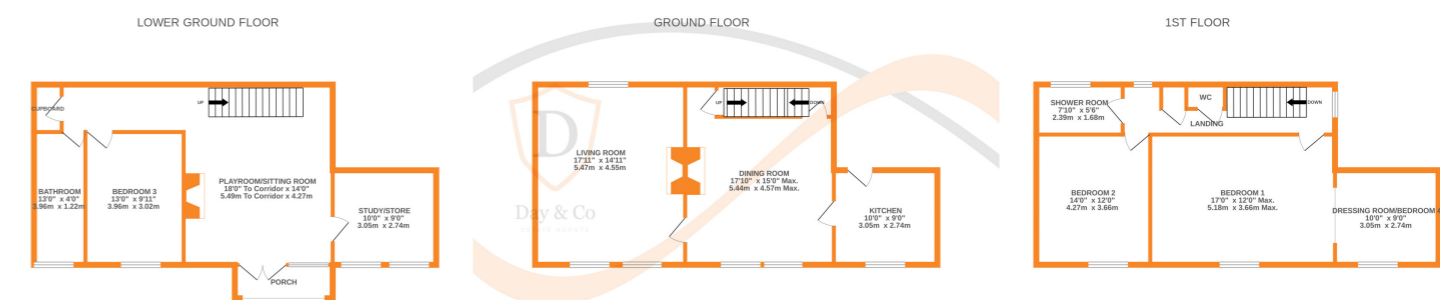 LOWER GROUND FLOOR
CUPBOARD
UP
BATHROOM
13'0" x 4'0"
3.96m x 1.22m
BEDROOM 3
13'0" x 9'11"
3.96m x 3.02m
PLAYROOM/SITTING ROOM
18'0" To Corridor x 14'0"
5.49m To Corridor x 4.27m
STUDY/STORE
10'0" x 9'0"
3.05m x 2.74m
PORCH
GROUND FLOOR
UP
DOWN
D
Day & Co
ESTATE AGENTS
LIVING ROOM
17'11" x 14'11"
5.47m x 4.55m
DINING ROOM
17'10" x 15'0" Max.
5.44m x 4.57m Max.
KITCHEN
10'0" x 9'0"
3.05m x 2.74m
1ST FLOOR
SHOWER ROOM
7'10" x 5'6"
2.39m x 1.68m
WC
DOWN
LANDING
BEDROOM 2
14'0" x 12'0"
4.27m x 3.66m
BEDROOM 1
17'0" x 12'0" Max.
5.18m x 3.66m Max.
DRESSING ROOM/BEDROOM 4
10'0" x 9'0"
3.05m x 2.74m